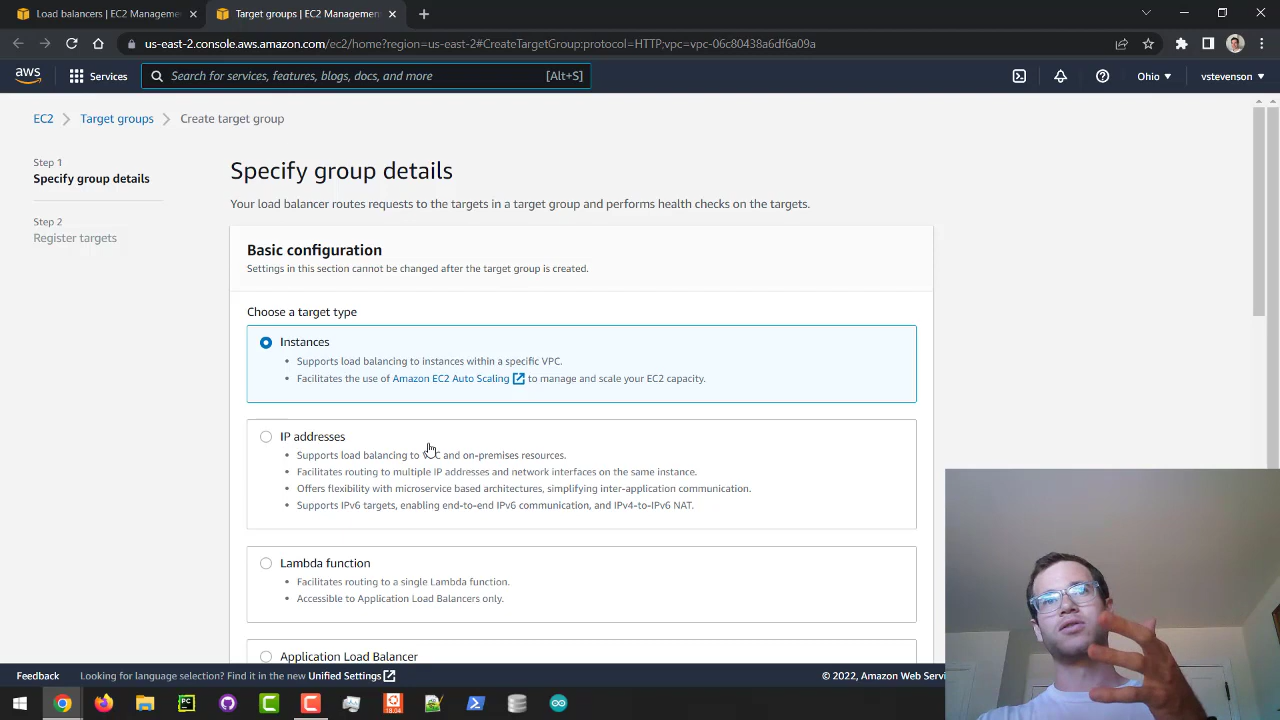 Load balancers | EC2 Manageme
Target groups | EC2 Managemen
us-east-2.console.aws.amazon.com/ec2/home?region=us-east-2#CreateTargetGroup:protocol=HTTP;vpc=vpc-06c80438a6df6a09a
aws
Services
Search for services, features, blogs, docs, and more
[Alt+S]
Ohio
vstevenson
EC2
Target groups
Create target group
Step 1
Specify group details
Step 2
Register targets
Specify group details
Your load balancer routes requests to the targets in a target group and performs health checks on the targets.
Basic configuration
Settings in this section cannot be changed after the target group is created.
Choose a target type
Instances
Supports load balancing to instances within a specific VPC.
Facilitates the use of Amazon EC2 Auto Scaling to manage and scale your EC2 capacity.
IP addresses
Supports load balancing to VPC and on-premises resources.
Facilitates routing to multiple IP addresses and network interfaces on the same instance.
Offers flexibility with microservice based architectures, simplifying inter-application communication.
Supports IPv6 targets, enabling end-to-end IPv6 communication, and IPv4-to-IPv6 NAT.
Lambda function
Facilitates routing to a single Lambda function.
Accessible to Application Load Balancers only.
Application Load Balancer
Feedback
Looking for language selection? Find it in the new Unified Settings
© 2022, Amazon Web Servi
PC
18.04